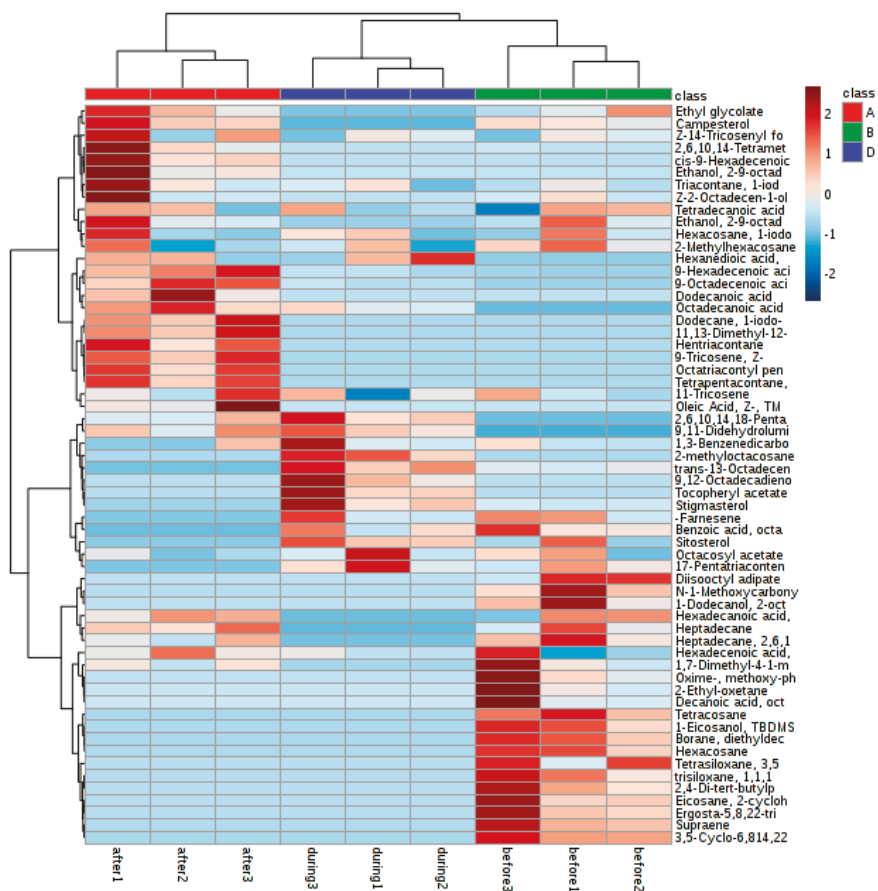 class
class
A
B
D
2
1
0
-1
-2
Ethyl glycolate
Campesterol
Z-14-Tricosenyl fo
2,6,10,14-Tetramet
cis-9-Hexadecenoic
Ethanol, 2-9-octad
Triacontane, 1-iod
Z-2-Octadecen-1-ol
Tetradecanoic acid
Ethanol, 2-9-octad
Hexacosane, 1-iodo
2-Methylhexacosane
Hexanedioic acid,
9-Hexadecenoic aci
9-Octadecenoic aci
Dodecanoic acid
Octadecanoic acid
Dodecane, 1-iodo-
11,13-Dimethyl-12-
Hentriacontane
9-Tricosene, Z-
Octatriacontyl pen
Tetrapentacontane,
11-Tricosene
Oleic Acid, Z-, TM
2,6,10,14,18-Penta
9,11-Didehydrolumi
1,3-Benzenedicarbo
2-methyloctacosane
trans-13-Octadecen
9,12-Octadecadieno
Tocopheryl acetate
Stigmasterol
-Farnesene
Benzoic acid, octa
Sitosterol
Octacosyl acetate
17-Pentatriaconten
Diisooctyl adipate
N-1-Methoxycarbony
1-Dodecanol, 2-oct
Hexadecanoic acid,
Heptadecane
Heptadecane, 2,6,1
Hexadecenoic acid,
1,7-Dimethyl-4-1-m
Oxime-, methoxy-ph
2-Ethyl-oxetane
Decanoic acid, oct
Tetracosane
1-Eicosanol, TBDMS
Borane, diethyldec
Hexacosane
Tetrasiloxane, 3,5
trisiloxane, 1,1,1
2,4-Di-tert-butylp
Eicosane, 2-cycloh
Ergosta-5,8,22-tri
Supraene
3,5-Cyclo-6,814,22
after1
after2
after3
during3
during1
during2
before3
before1
before2